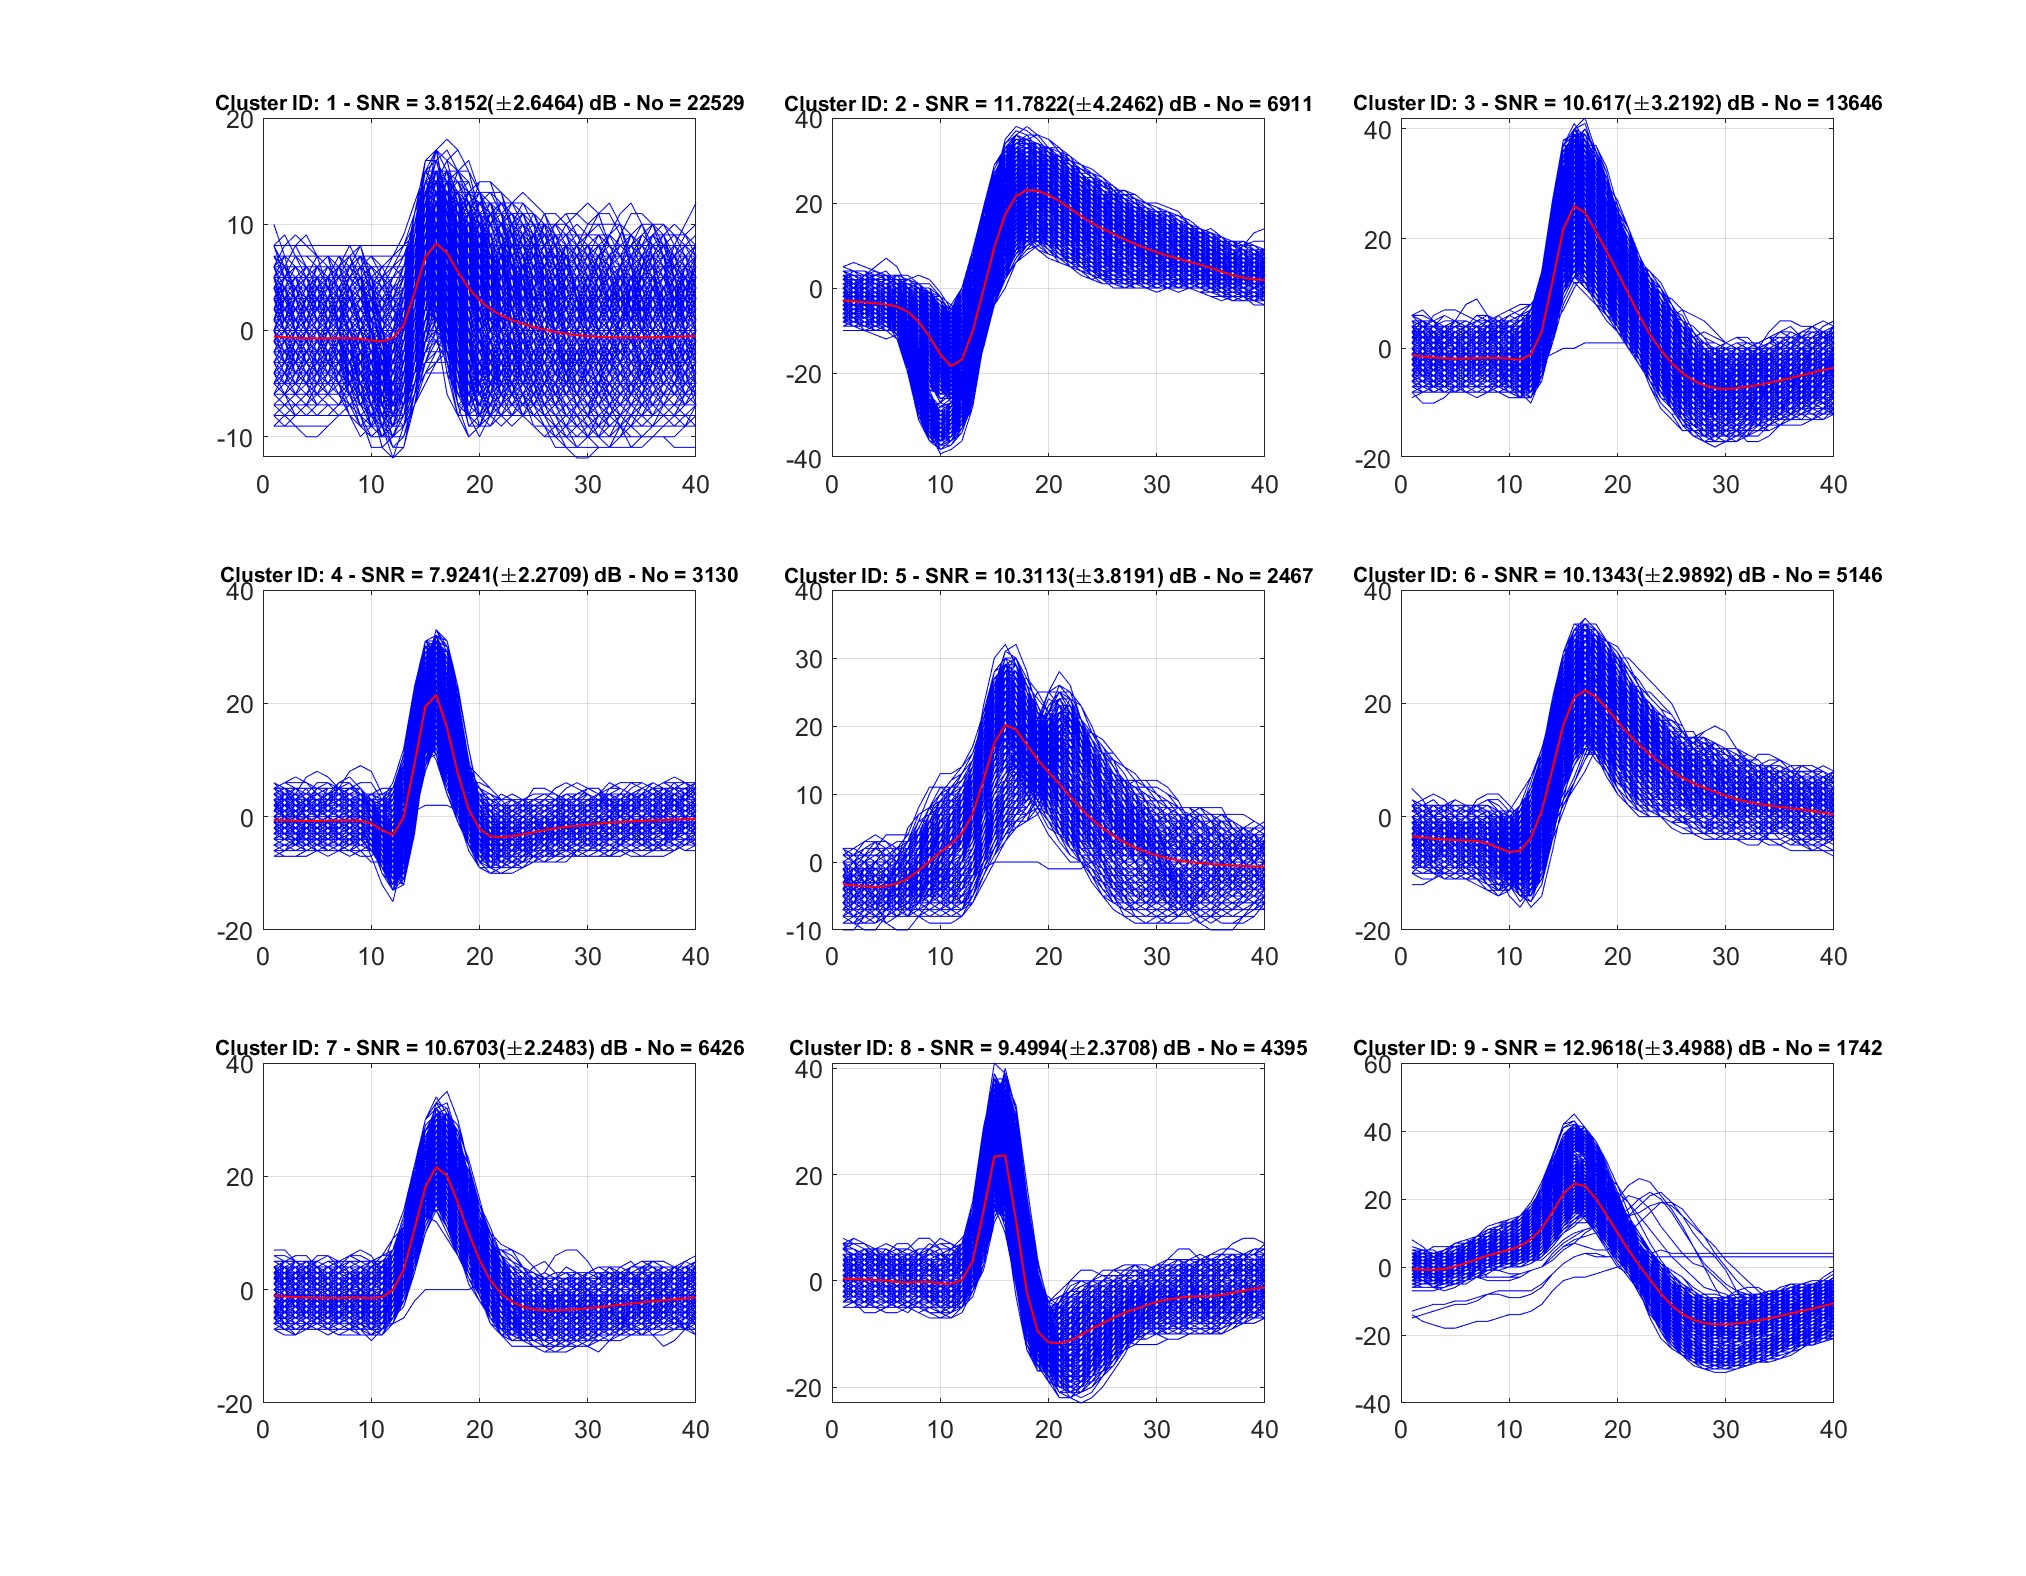 Cluster ID: 1 - SNR = 3.8152(±2.6464) dB - No = 22529
20
10
0
-10
0 10 20 30 40
Cluster ID: 2 - SNR = 11.7822(±4.2462) dB - No = 6911
40
20
0
-20
-40
0 10 20 30 40
Cluster ID: 3 - SNR = 10.617(±3.2192) dB - No = 13646
40
20
0
-20
0 10 20 30 40
Cluster ID: 4 - SNR = 7.9241(±2.2709) dB - No = 3130
40
20
0
-20
0 10 20 30 40
Cluster ID: 5 - SNR = 10.3113(±3.8191) dB - No = 2467
40
30
20
10
0
-10
0 10 20 30 40
Cluster ID: 6 - SNR = 10.1343(±2.9892) dB - No = 5146
40
20
0
-20
0 10 20 30 40
Cluster ID: 7 - SNR = 10.6703(±2.2483) dB - No = 6426
40
20
0
-20
0 10 20 30 40
Cluster ID: 8 - SNR = 9.4994(±2.3708) dB - No = 4395
40
20
0
-20
0 10 20 30 40
Cluster ID: 9 - SNR = 12.9618(±3.4988) dB - No = 1742
60
40
20
0
-20
-40
0 10 20 30 40